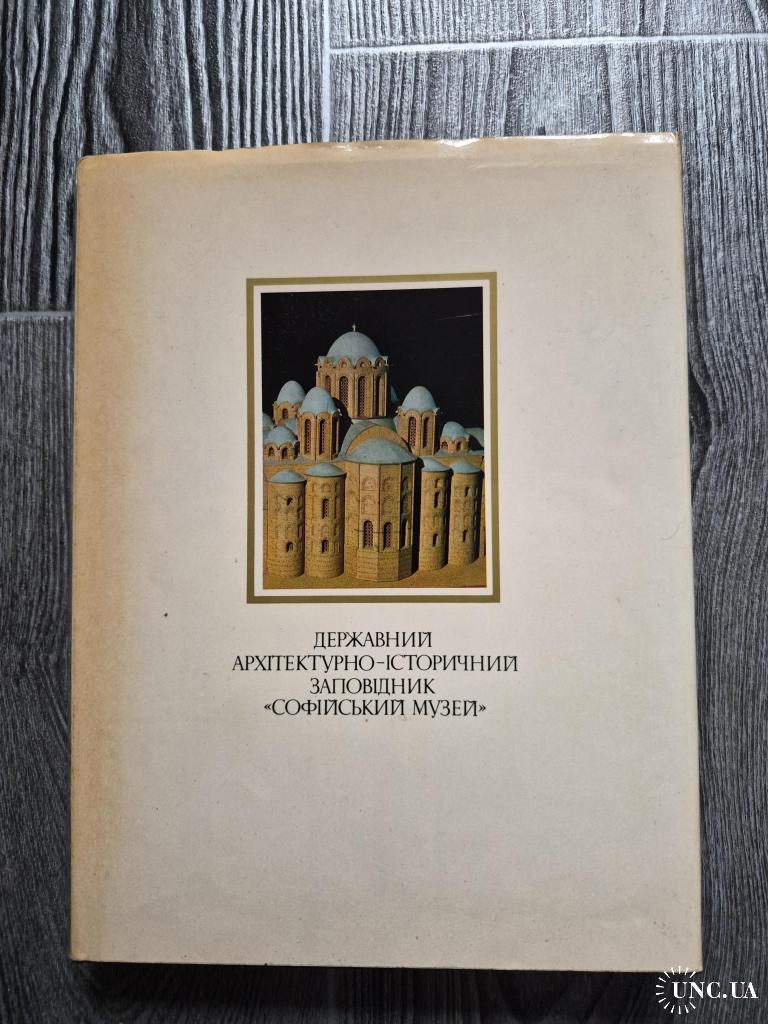 ДЕРЖАВНИЙ
АРХІТЕКТУРНО-ІСТОРИЧНИЙ
ЗАПОВІДНИК
«СОФІЙСЬКИЙ МУЗЕЙ»
UNC.UA